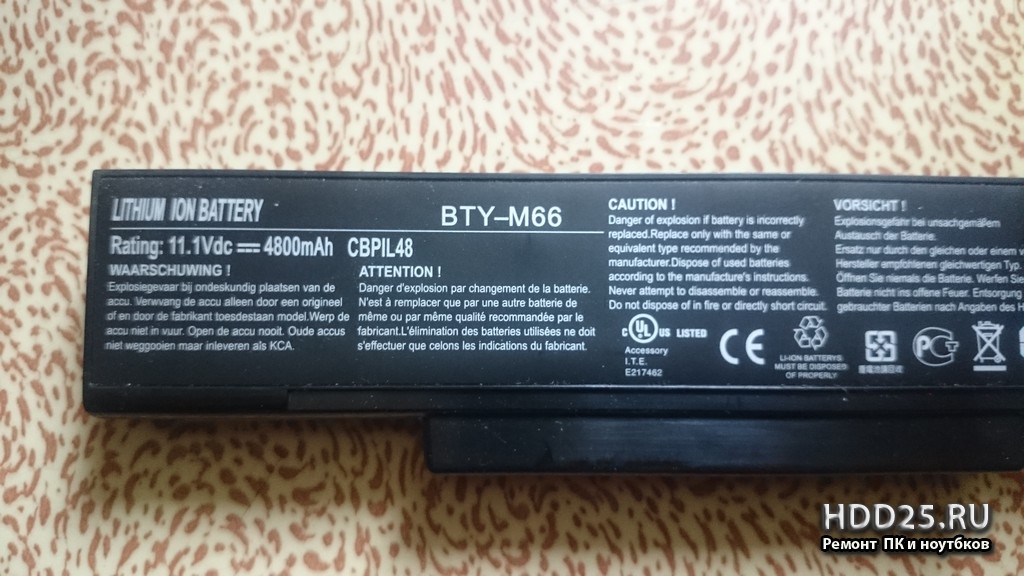 LITHIUM ION BATTERY
BTY–M66
Rating: 11.1Vdc 4800mAh CBPIL48
WAARSCHUWING !
Explosiegevaar bij ondeskundig plaatsen van de
accu. Verwvang de accu alleen door een origineel
of en door de fabrikant toesdestaan model.Werp de
accu niet in vuur. Open de accu nooit. Oude accus
niet weggooien maar inleveren als KCA.
ATTENTION !
Danger d'explosion par changement de la batterie.
N'est à remplacer que par une autre batterie de
même ou par même qualité recommandée par le
fabricant.L'élimination des batteries utilisées ne doit
s'effectuer que celons les indications du fabricant.
CAUTION !
Danger of explosion if battery is incorrectly
replaced.Replace only with the same or
equivalent type recommended by the
manufacturer.Dispose of used batteries
according to the manufacture's instructions.
Never attempt to disassemble or reassemble.
Do not dispose of in fire or directly short circuit.
c UL US LISTED
Accessory
I.T.E.
E217462
CE
LI-ION BATTERYS
MUST BE DISPOSED
OF PROPERLY
VORSICHT !
Explosionsgefahr bei unsachgemäßem
Austausch der Batterie.
Ersatz nur durch den gleichen oder einem
Hersteller empfohlenen gleichwertigen Typ.
Öffnen Sie niemals die Batterie. Werfen Sie
Batterie nicht ins offene Feuer. Entsorgung
gebrauchter Batterien nach Angaben des
HDD25.RU
Ремонт ПК и ноутбков